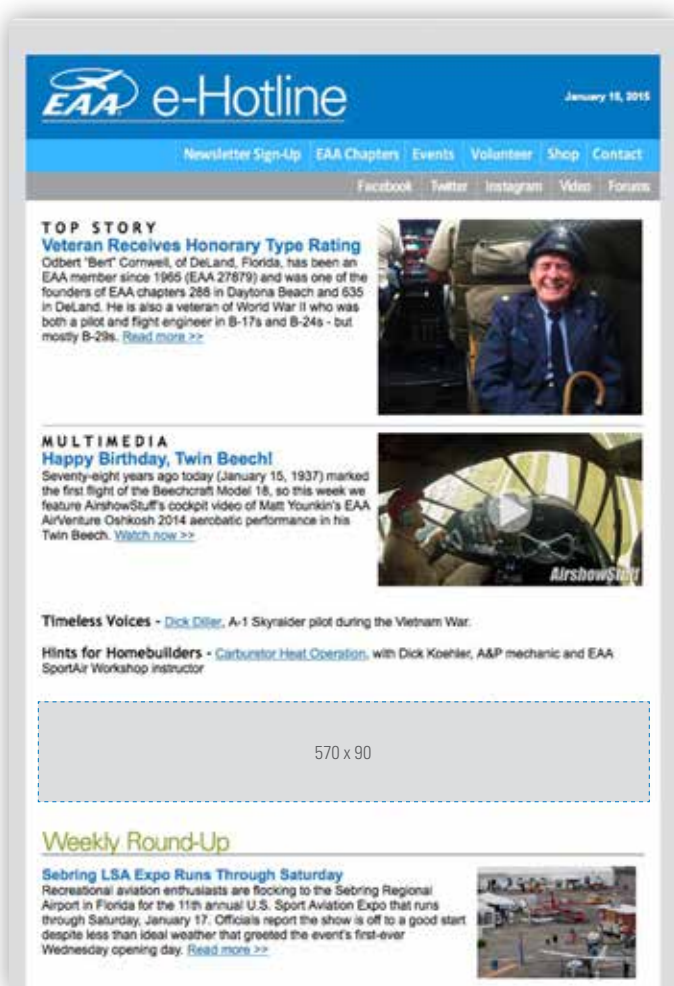 EAA e-Hotline
January 15, 2015
Newsletter Sign-Up EAA Chapters Events Volunteer Shop Contact
Facebook Twitter Instagram Video Forums
TOP STORY
Veteran Receives Honorary Type Rating
Odbert "Bert" Cornwell, of DeLand, Florida, has been an
EAA member since 1965 (EAA 27879) and was one of the
founders of EAA chapters 288 in Daytona Beach and 635
in DeLand. He is also a veteran of World War II who was
both a pilot and flight engineer in B-17s and B-24s - but
mostly B-29s. Read more >>
MULTIMEDIA
Happy Birthday, Twin Beech!
Seventy-eight years ago today (January 15, 1937) marked
the first flight of the Beechcraft Model 18, so this week we
feature AirshowStuff's cockpit video of Matt Younkin's EAA
AirVenture Oshkosh 2014 aerobatic performance in his
Twin Beech. Watch now >>
AirshowStuff
Timeless Voices - Dick Diller, A-1 Skyraider pilot during the Vietnam War.
Hints for Homebuilders - Carburetor Heat Operation, with Dick Koehler, A&P mechanic and EAA
SportAir Workshop instructor
570 x 90
Weekly Round-Up
Sebring LSA Expo Runs Through Saturday
Recreational aviation enthusiasts are flocking to the Sebring Regional
Airport in Florida for the 11th annual U.S. Sport Aviation Expo that runs
through Saturday, January 17. Officials report the show is off to a good start
despite less than ideal weather that greeted the event's first-ever
Wednesday opening day. Read more >>